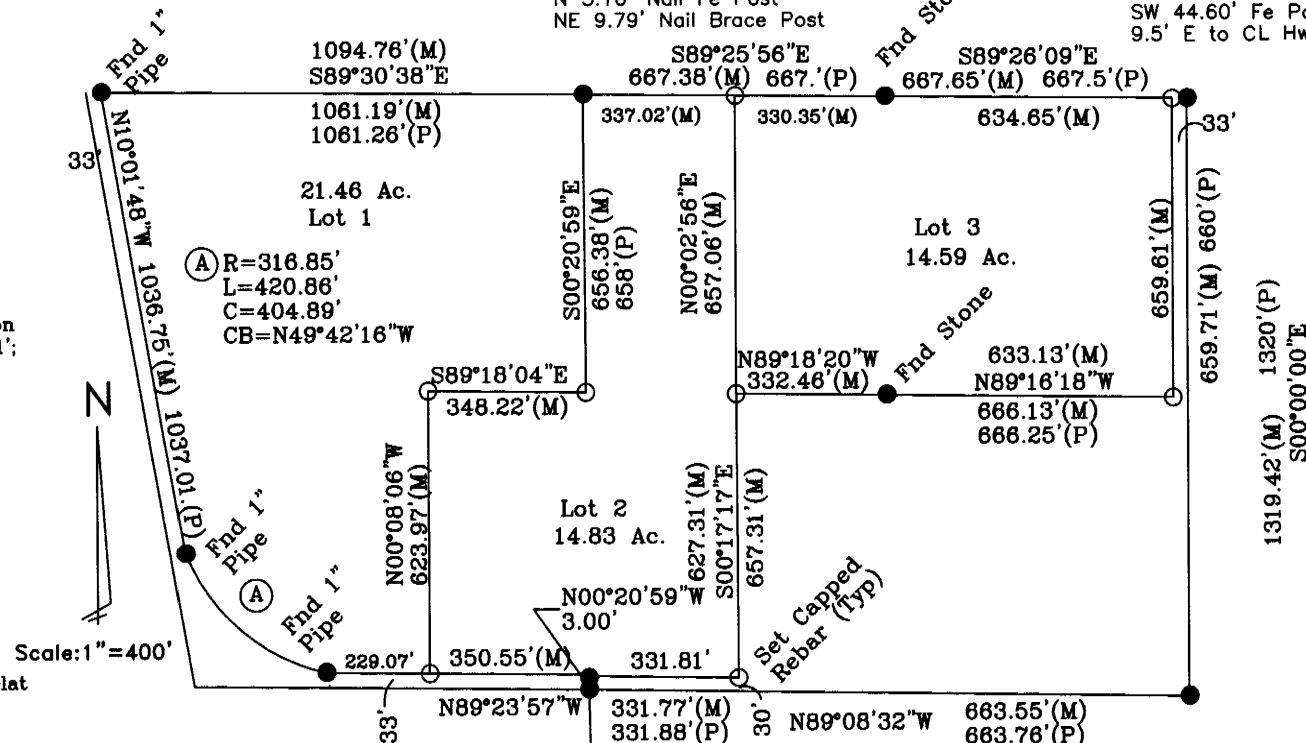 N 5.10' Nail Fe Post
NE 9.79' Nail Brace Post
SW 44.60' Fe Po
9.5' E to CL Hw
Fnd 1"
Pipe
1094.76'(M)
S89°30'38"E
1061.19'(M)
1061.26'(P)
S89°25'56"E
667.38'(M) 667.'(P)
337.02'(M)
330.35'(M)
Fnd Sto
S89°26'09"E
667.65'(M) 667.5'(P)
634.65'(M)
33'
33'
N10°01'48"W 1036.75'(M) 1037.01.(P)
21.46 Ac.
Lot 1
A
R=316.85'
L=420.86'
C=404.89'
CB=N49°42'16"W
S00°20'59"E
656.38'(M)
658'(P)
N00°02'56"E
657.06'(M)
Lot 3
14.59 Ac.
659.61'(M)
659.71'(M) 660'(P)
1319.42'(M) 1320'(P)
S00°00'00"E
on
1';
N
S89°18'04"E
348.22'(M)
N89°18'20"W
332.46'(M)
Fnd Stone
633.13'(M)
N89°16'18"W
666.13'(M)
666.25'(P)
N00°08'06"W
623.97'(M)
Lot 2
14.83 Ac.
627.31'(M)
S00°17'17"E
657.31'(M)
Fnd 1"
Pipe
A
Fnd 1"
Pipe
N00°20'59"W
3.00'
Set Capped
Rebar (Typ)
Scale:1"=400'
lat
229.07'
350.55'(M)
331.81'
33'
N89°23'57"W
331.77'(M)
331.88'(P)
30'
N89°08'32"W
663.55'(M)
663.76'(P)